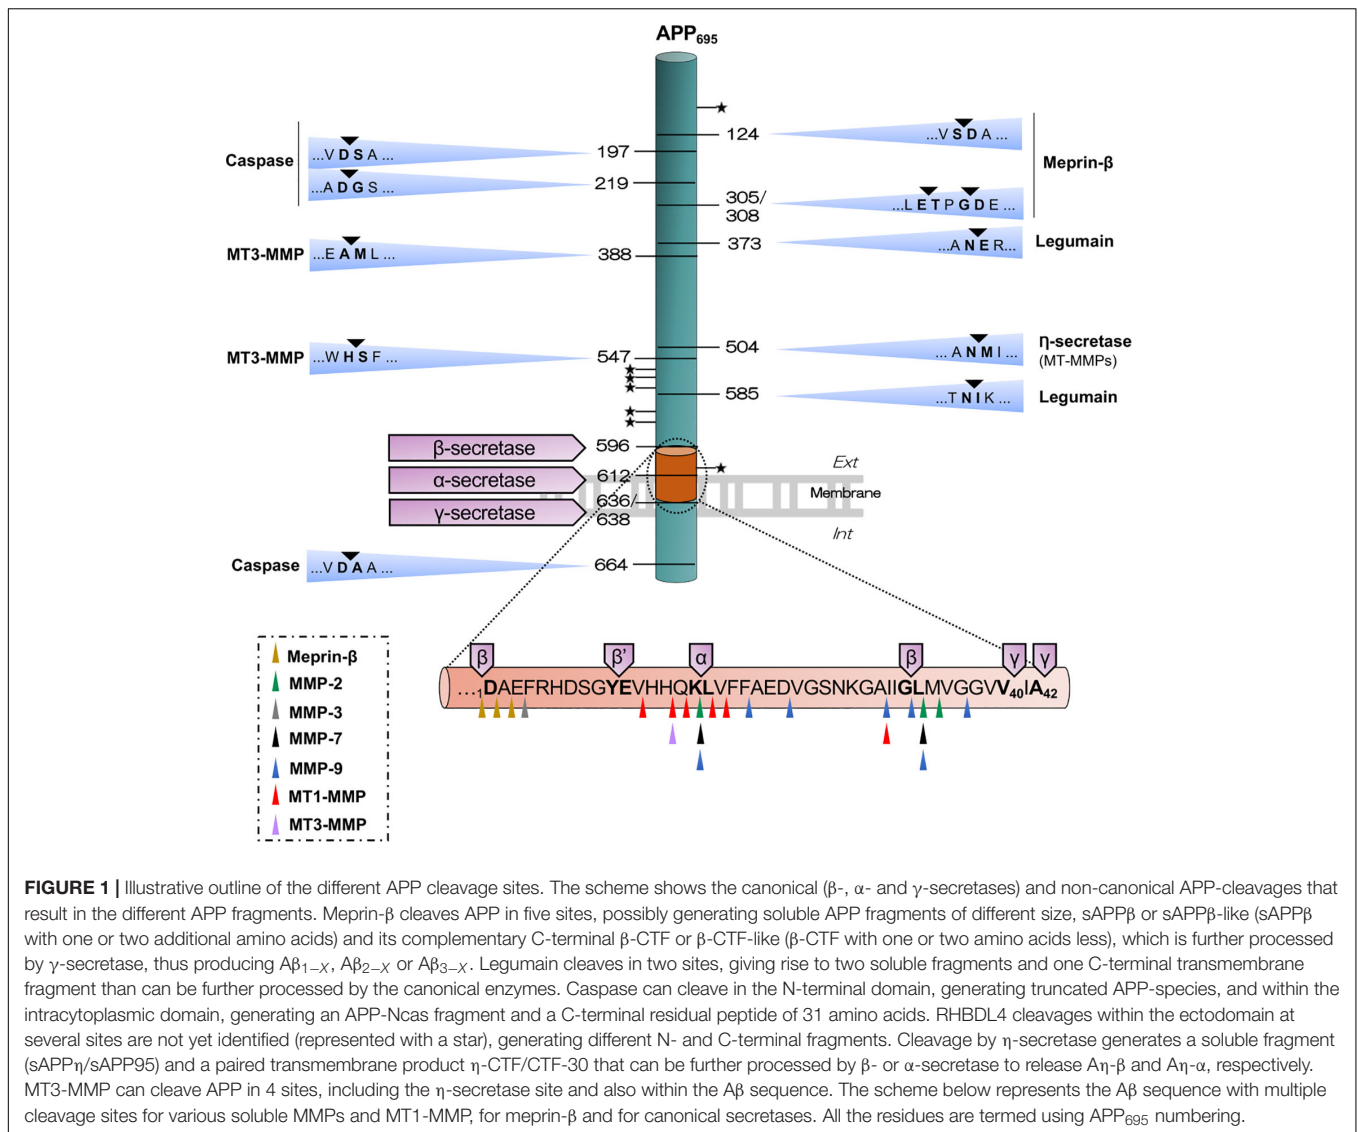 APP695
Caspase
...V D S A ...
197
124
...V S D A ...
Meprin-β
...A D G S ...
219
305/
308
...L E T P G D E ...
MT3-MMP
...E A M L ...
388
373
...A N E R...
Legumain
MT3-MMP
...W H S F ...
547
504
... A N M I ...
η-secretase
(MT-MMPs)
585
...T N I K ...
Legumain
β-secretase
596
α-secretase
612
γ-secretase
636/
638
Ext
Membrane
Int
Caspase
...V D A A ...
664
β β' α β γ γ
...1DAEFRHDSGYEVHHQKLVFFAEDVGSNKGAIIGLMVGGVV40IA42
Meprin-β
MMP-2
MMP-3
MMP-7
MMP-9
MT1-MMP
MT3-MMP
FIGURE 1 | Illustrative outline of the different APP cleavage sites. The scheme shows the canonical (β-, α- and γ-secretases) and non-canonical APP-cleavages that
result in the different APP fragments. Meprin-β cleaves APP in five sites, possibly generating soluble APP fragments of different size, sAPPβ or sAPPβ-like (sAPPβ
with one or two additional amino acids) and its complementary C-terminal β-CTF or β-CTF-like (β-CTF with one or two amino acids less), which is further processed
by γ-secretase, thus producing Aβ1–X, Aβ2–X or Aβ3–X. Legumain cleaves in two sites, giving rise to two soluble fragments and one C-terminal transmembrane
fragment than can be further processed by the canonical enzymes. Caspase can cleave in the N-terminal domain, generating truncated APP-species, and within the
intracytoplasmic domain, generating an APP-Ncas fragment and a C-terminal residual peptide of 31 amino acids. RHBDL4 cleavages within the ectodomain at
several sites are not yet identified (represented with a star), generating different N- and C-terminal fragments. Cleavage by η-secretase generates a soluble fragment
(sAPPη/sAPP95) and a paired transmembrane product η-CTF/CTF-30 that can be further processed by β- or α-secretase to release Aη-β and Aη-α, respectively.
MT3-MMP can cleave APP in 4 sites, including the η-secretase site and also within the Aβ sequence. The scheme below represents the Aβ sequence with multiple
cleavage sites for various soluble MMPs and MT1-MMP, for meprin-β and for canonical secretases. All the residues are termed using APP695 numbering.